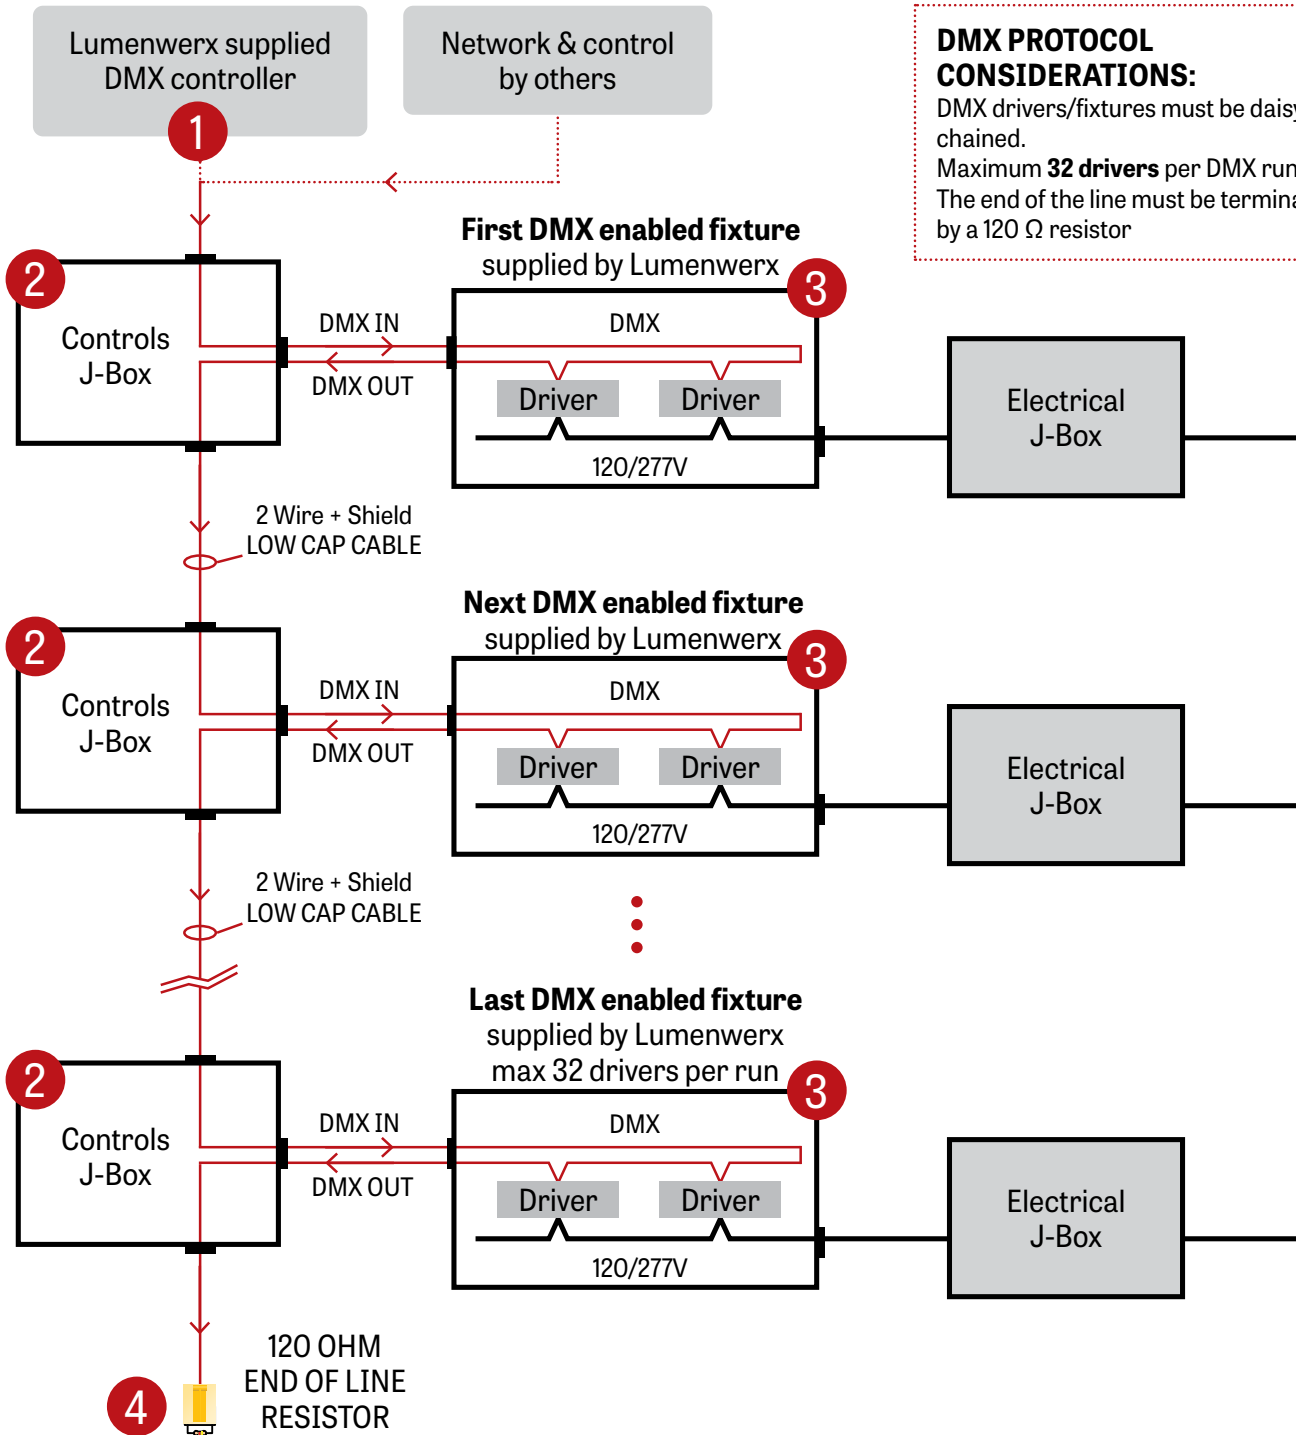 Lumenwerx supplied
DMX controller
1
Network & control
by others
DMX PROTOCOL
CONSIDERATIONS:
DMX drivers/fixtures must be daisy
chained.
Maximum 32 drivers per DMX run
The end of the line must be termina
by a 120 Ω resistor
2
Controls
J-Box
DMX IN
DMX OUT
First DMX enabled fixture
supplied by Lumenwerx
3
DMX
Driver
Driver
120/277V
Electrical
J-Box
2 Wire + Shield
LOW CAP CABLE
2
Controls
J-Box
DMX IN
DMX OUT
Next DMX enabled fixture
supplied by Lumenwerx
3
DMX
Driver
Driver
120/277V
Electrical
J-Box
2 Wire + Shield
LOW CAP CABLE
2
Controls
J-Box
DMX IN
DMX OUT
Last DMX enabled fixture
supplied by Lumenwerx
max 32 drivers per run
3
DMX
Driver
Driver
120/277V
Electrical
J-Box
4
120 OHM
END OF LINE
RESISTOR